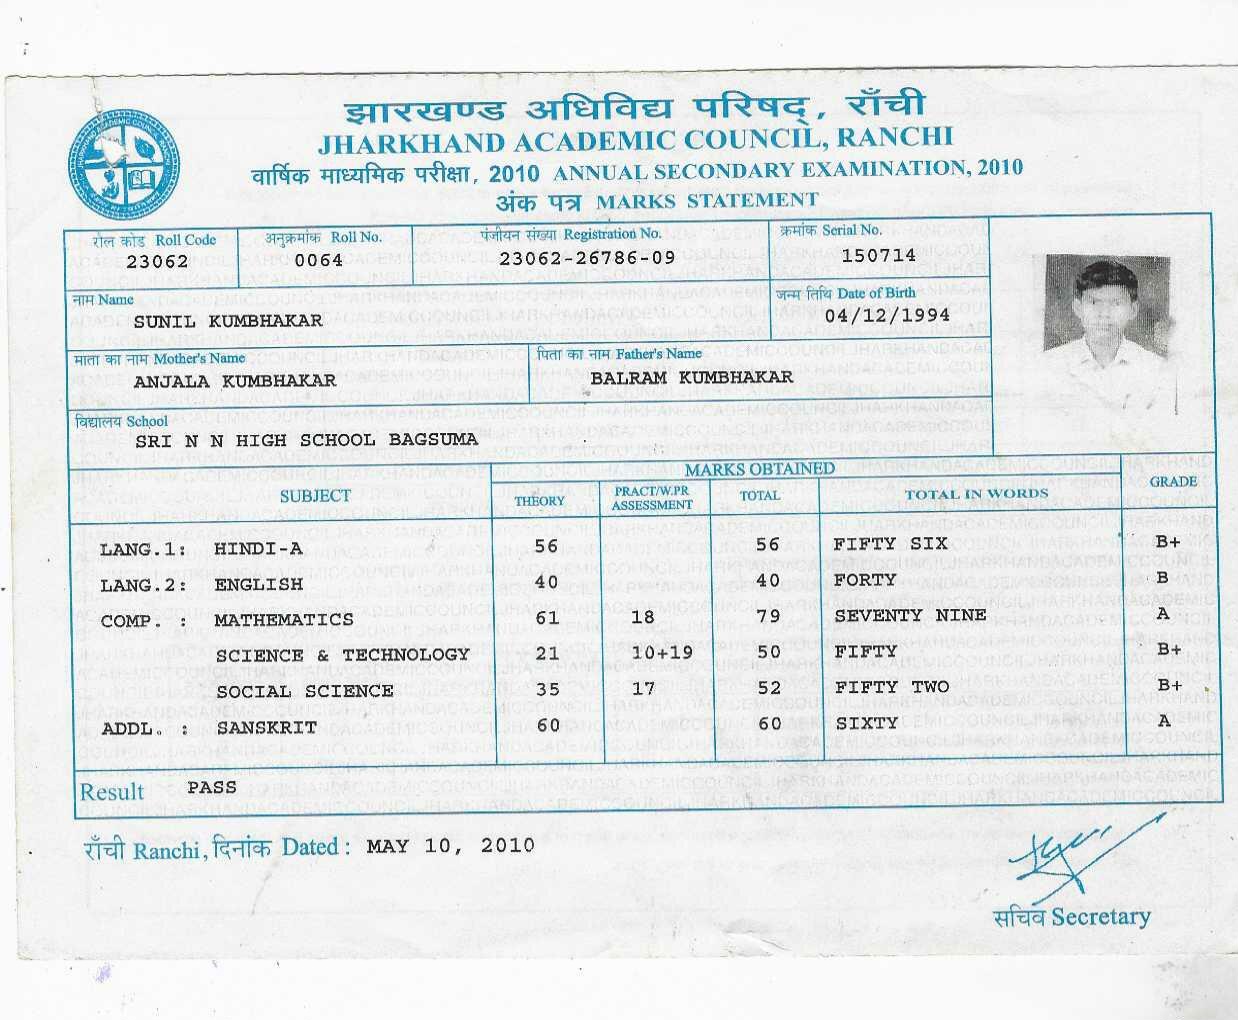 झारखण्ड अधिविद्य परिषद्, राँची
JHARKHAND ACADEMIC COUNCIL, RANCHI
वार्षिक माध्यमिक परीक्षा, 2010 ANNUAL SECONDARY EXAMINATION, 2010
अंक पत्र MARKS STATEMENT
रोल कोड Roll Code अनुक्रमांक Roll No. पंजीयन संख्या Registration No. क्रमांक Serial No.
23062 0064 23062-26786-09 150714
नाम Name जन्म तिथि Date of Birth
SUNIL KUMBHAKAR 04/12/1994
माता का नाम Mother's Name पिता का नाम Father's Name
ANJALA KUMBHAKAR BALRAM KUMBHAKAR
विद्यालय School
SRI N N HIGH SCHOOL BAGSUMA
MARKS OBTAINED
SUBJECT THEORY PRACT/W.PR ASSESSMENT TOTAL TOTAL IN WORDS GRADE
LANG.1: HINDI-A 56 56 FIFTY SIX B+
LANG.2: ENGLISH 40 40 FORTY B
COMP. : MATHEMATICS 61 18 79 SEVENTY NINE A
SCIENCE & TECHNOLOGY 21 10+19 50 FIFTY B+
SOCIAL SCIENCE 35 17 52 FIFTY TWO B+
ADDL. : SANSKRIT 60 60 SIXTY A
Result PASS
राँची Ranchi, दिनांक Dated : MAY 10, 2010
सचिव Secretary